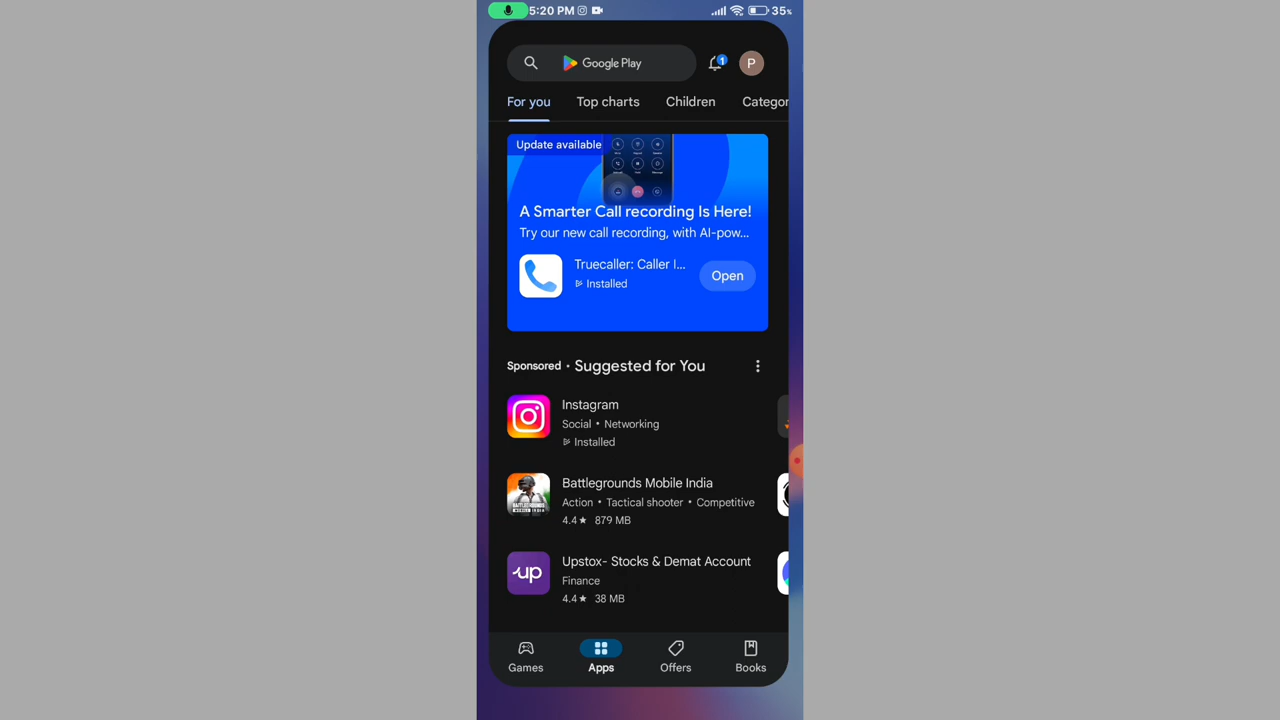 5:20 PM 35%
Google Play 1 P
For you Top charts Children Categor
Update available
A Smarter Call recording Is Here!
Try our new call recording, with AI-pow...
Truecaller: Caller I...
Installed
Open
Sponsored • Suggested for You
Instagram
Social • Networking
Installed
Battlegrounds Mobile India
Action • Tactical shooter • Competitive
4.4★ 879 MB
up
Upstox- Stocks & Demat Account
Finance
4.4★ 38 MB
Games Apps Offers Books